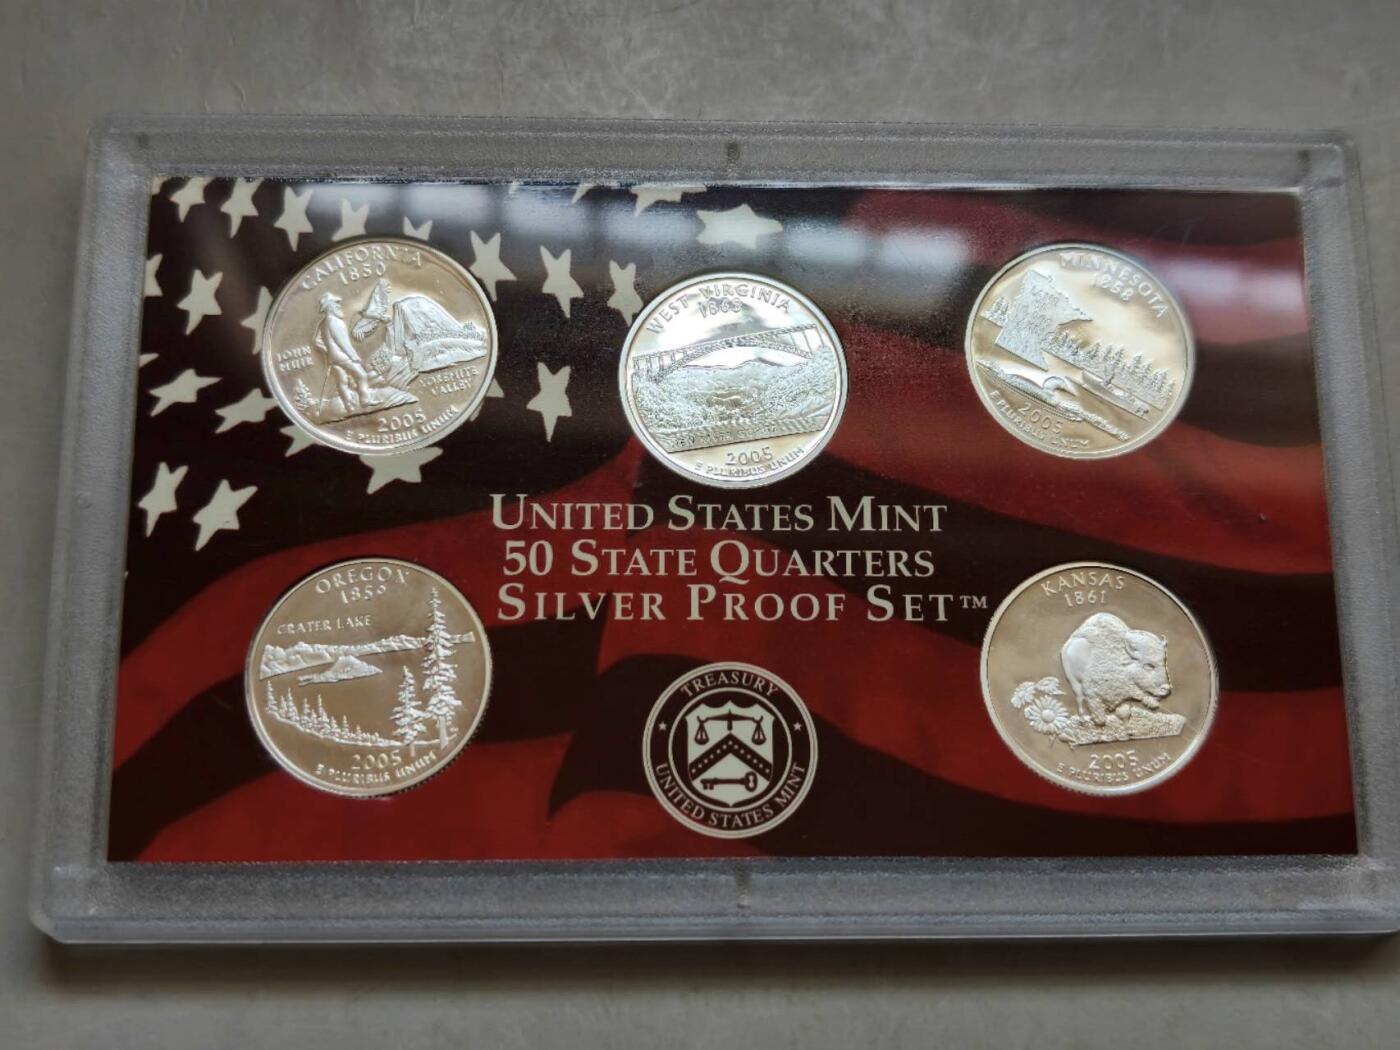 CALIFORNIA
1850
JOHN
MUIR
YOSEMITE
VALLEY
2005
E PLURIBUS UNUM
WEST VIRGINIA
1863
2005
E PLURIBUS UNUM
MINNESOTA
1858
2005
E PLURIBUS UNUM
UNITED STATES MINT
50 STATE QUARTERS
SILVER PROOF SET™
OREGON
1859
CRATER LAKE
2005
E PLURIBUS UNUM
TREASURY
UNITED STATES MINT
KANSAS
1861
2005
E PLURIBUS UNUM